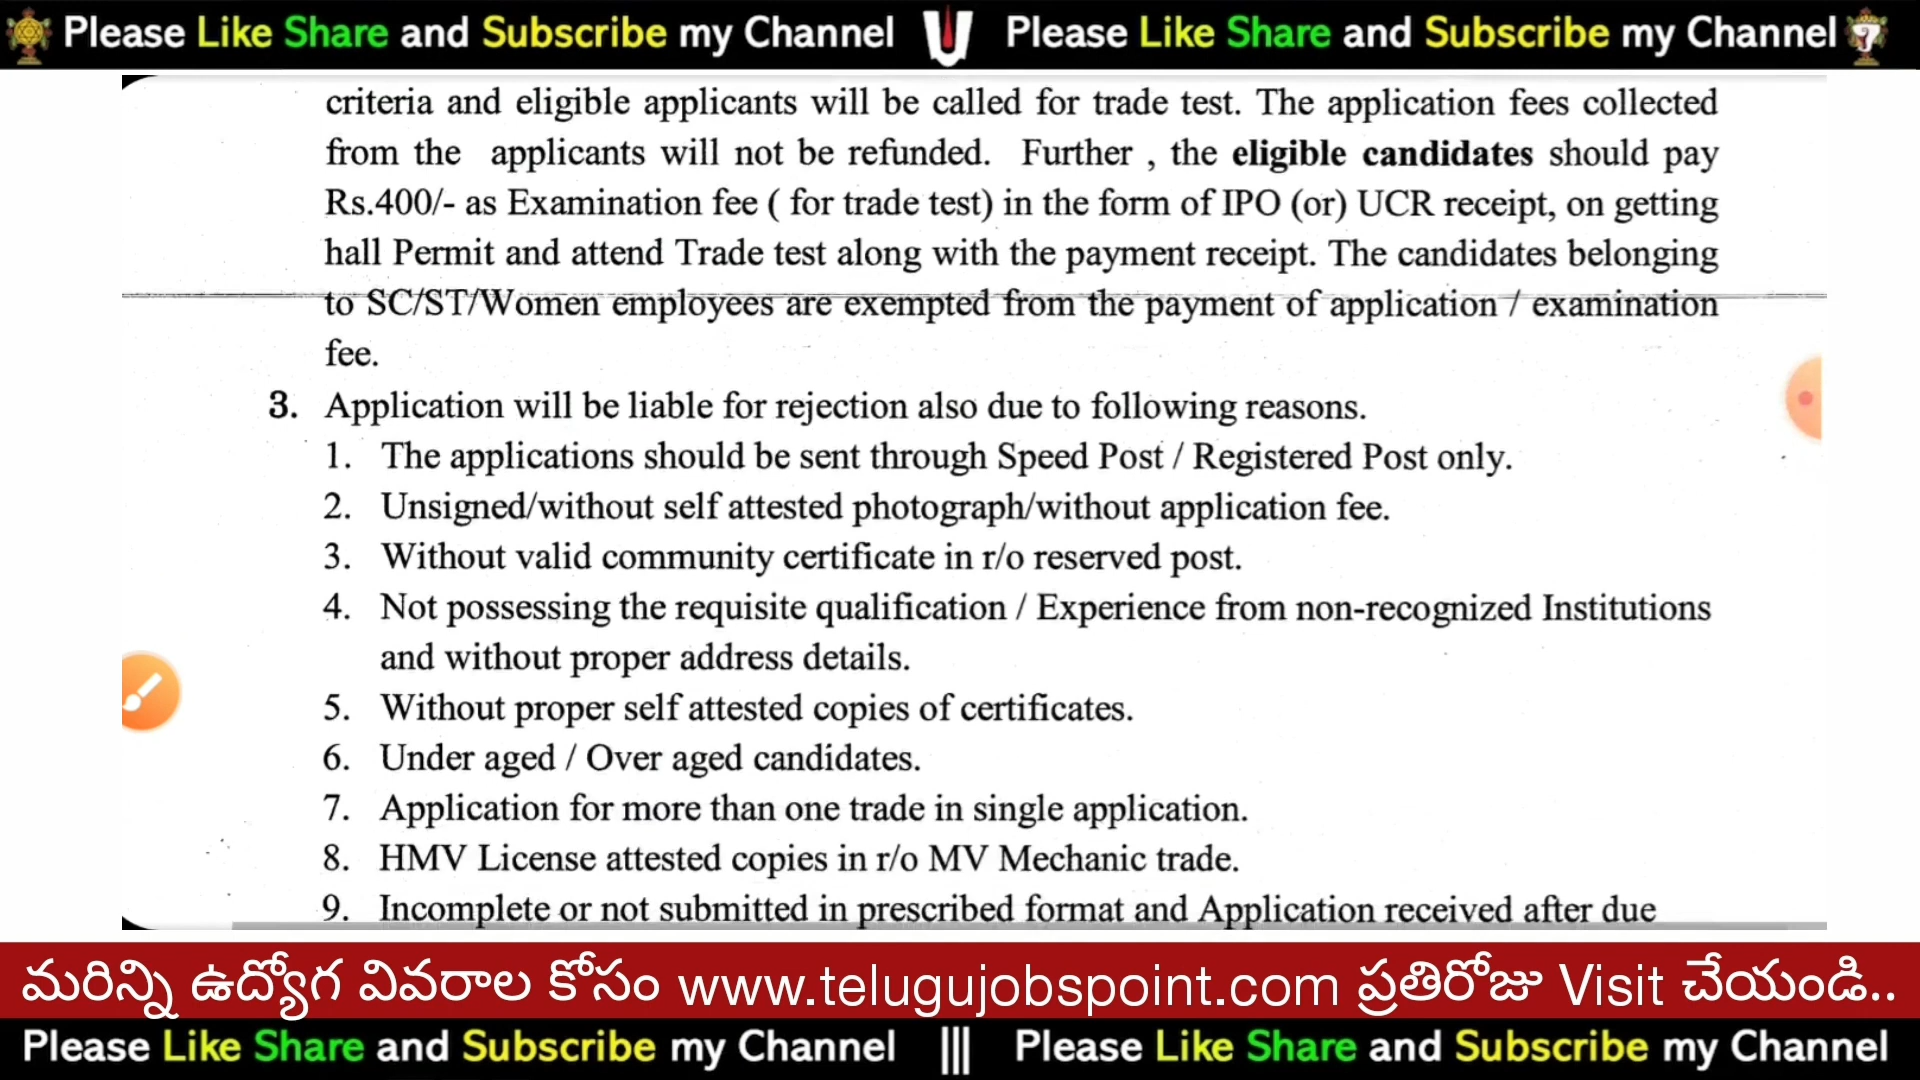 Please Like Share and Subscribe my Channel Please Like Share and Subscribe my Channel
criteria and eligible applicants will be called for trade test. The application fees collected
from the applicants will not be refunded. Further , the eligible candidates should pay
Rs.400/- as Examination fee ( for trade test) in the form of IPO (or) UCR receipt, on getting
hall Permit and attend Trade test along with the payment receipt. The candidates belonging
to SC/ST/Women employees are exempted from the payment of application / examination
fee.
3. Application will be liable for rejection also due to following reasons.
1. The applications should be sent through Speed Post / Registered Post only.
2. Unsigned/without self attested photograph/without application fee.
3. Without valid community certificate in r/o reserved post.
4. Not possessing the requisite qualification / Experience from non-recognized Institutions
and without proper address details.
5. Without proper self attested copies of certificates.
6. Under aged / Over aged candidates.
7. Application for more than one trade in single application.
8. HMV License attested copies in r/o MV Mechanic trade.
9. Incomplete or not submitted in prescribed format and Application received after due
మరిన్ని ఉద్యోగ వివరాల కోసం www.telugujobspoint.com ప్రతిరోజు Visit చేయండి..
Please Like Share and Subscribe my Channel ||| Please Like Share and Subscribe my Channel